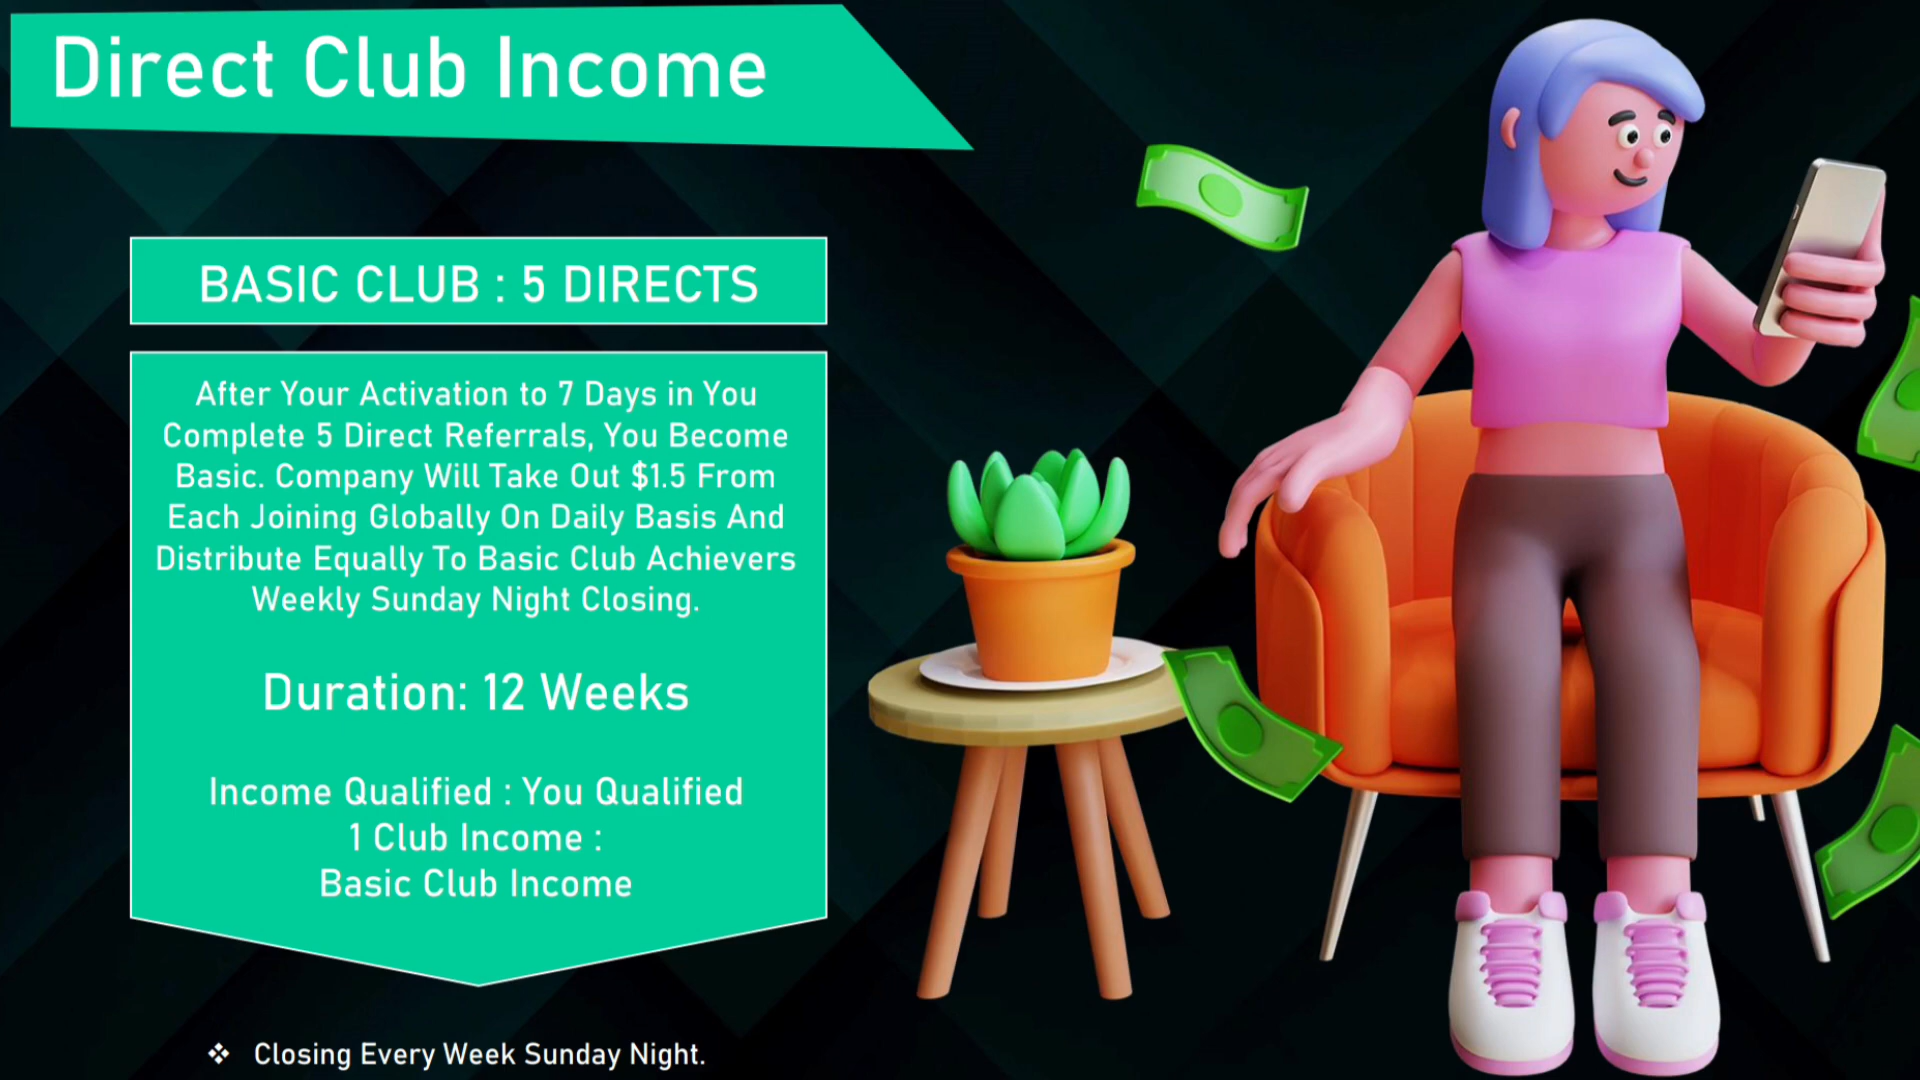 Direct Club Income
BASIC CLUB : 5 DIRECTS
After Your Activation to 7 Days in You
Complete 5 Direct Referrals, You Become
Basic. Company Will Take Out $1.5 From
Each Joining Globally On Daily Basis And
Distribute Equally To Basic Club Achievers
Weekly Sunday Night Closing.
Duration: 12 Weeks
Income Qualified : You Qualified
1 Club Income :
Basic Club Income
❖ Closing Every Week Sunday Night.